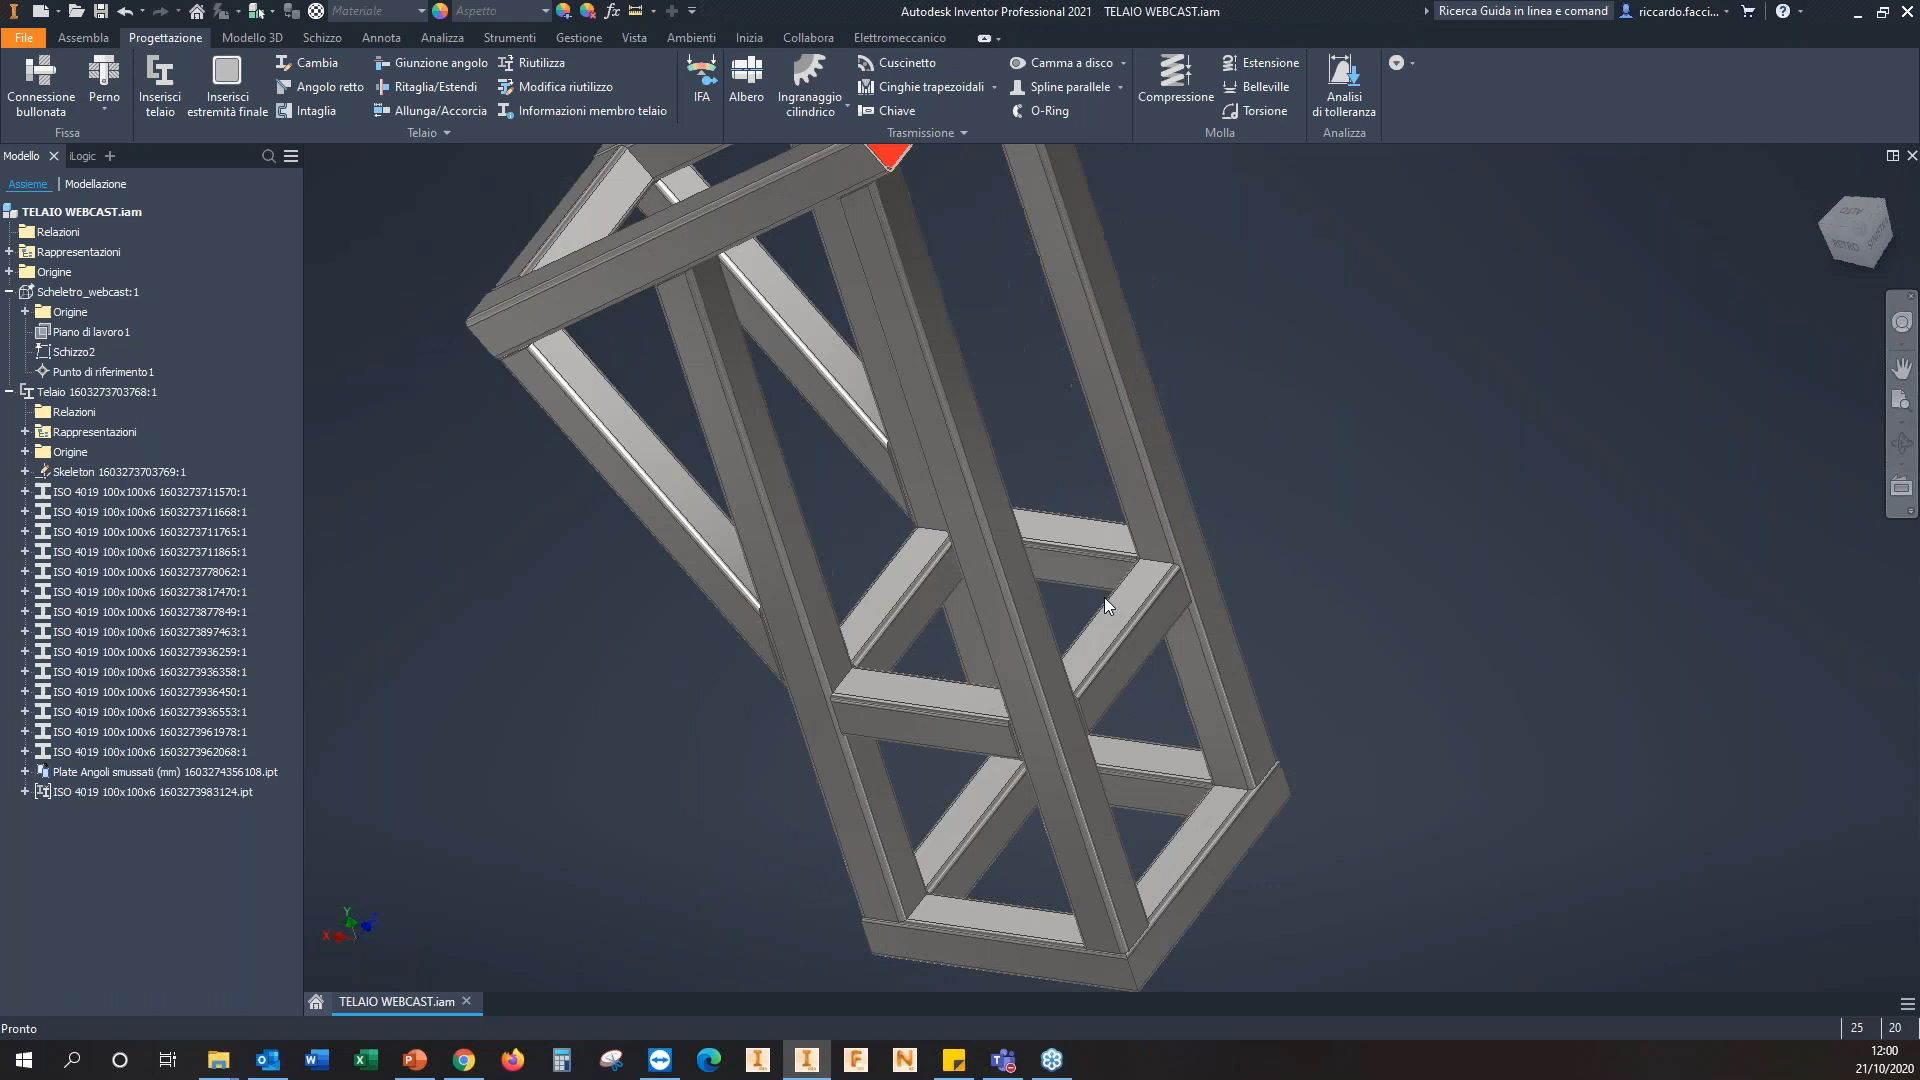 Materiale
Aspetto
Autodesk Inventor Professional 2021 TELAIO WEBCAST.iam
Ricerca Guida in linea e comand
riccardo.facci...
File Assembla Progettazione Modello 3D Schizzo Annota Analizza Strumenti Gestione Vista Ambienti Inizia Collabora Elettromeccanico
Connessione bullonata
Perno
Fissa
Inserisci telaio
Inserisci estremità finale
Cambia
Angolo retto
Intaglia
Giunzione angolo
Ritaglia/Estendi
Allunga/Accorcia
Riutilizza
Modifica riutilizzo
Informazioni membro telaio
Telaio
IFA
Albero
Ingranaggio cilindrico
Cuscinetto
Cinghie trapezoidali
Chiave
Camma a disco
Spline parallele
O-Ring
Trasmissione
Compressione
Estensione
Belleville
Torsione
Molla
Analisi di tolleranza
Analizza
Modello
iLogic
Assieme | Modellazione
TELAIO WEBCAST.iam
Relazioni
Rappresentazioni
Origine
Scheletro_webcast:1
Origine
Piano di lavoro1
Schizzo2
Punto di riferimento1
Telaio 1603273703768:1
Relazioni
Rappresentazioni
Origine
Skeleton 1603273703769:1
ISO 4019 100x100x6 1603273711570:1
ISO 4019 100x100x6 1603273711668:1
ISO 4019 100x100x6 1603273711765:1
ISO 4019 100x100x6 1603273711865:1
ISO 4019 100x100x6 1603273778062:1
ISO 4019 100x100x6 1603273817470:1
ISO 4019 100x100x6 1603273877849:1
ISO 4019 100x100x6 1603273897463:1
ISO 4019 100x100x6 1603273936259:1
ISO 4019 100x100x6 1603273936358:1
ISO 4019 100x100x6 1603273936450:1
ISO 4019 100x100x6 1603273936553:1
ISO 4019 100x100x6 1603273961978:1
ISO 4019 100x100x6 1603273962068:1
Plate Angoli smussati (mm) 1603274356108.ipt
ISO 4019 100x100x6 1603273983124.ipt
RETRO
Y
X
TELAIO WEBCAST.iam
Pronto
25 20
12:00
21/10/2020